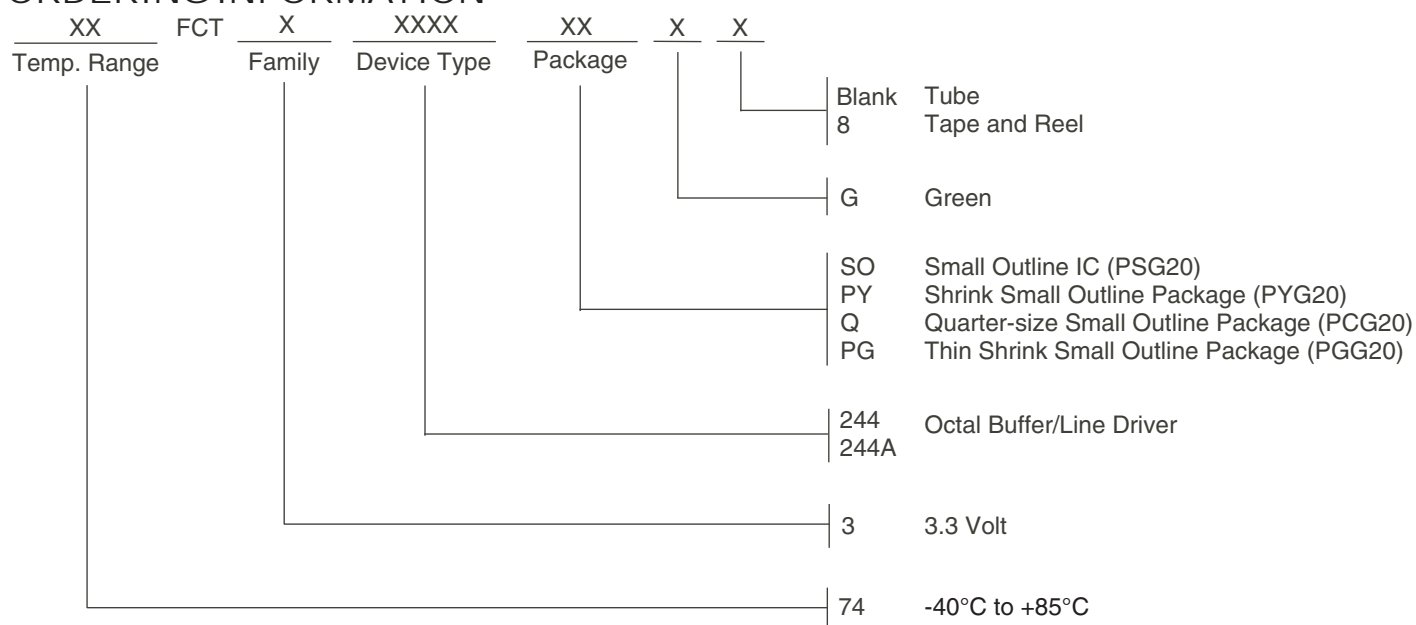 ORDERING INFORMATION
XX FCT X XXXX XX X X
Temp. Range Family Device Type Package
Blank Tube
8 Tape and Reel
G Green
SO Small Outline IC (PSG20)
PY Shrink Small Outline Package (PYG20)
Q Quarter-size Small Outline Package (PCG20)
PG Thin Shrink Small Outline Package (PGG20)
244 Octal Buffer/Line Driver
244A
3 3.3 Volt
74 -40°C to +85°C